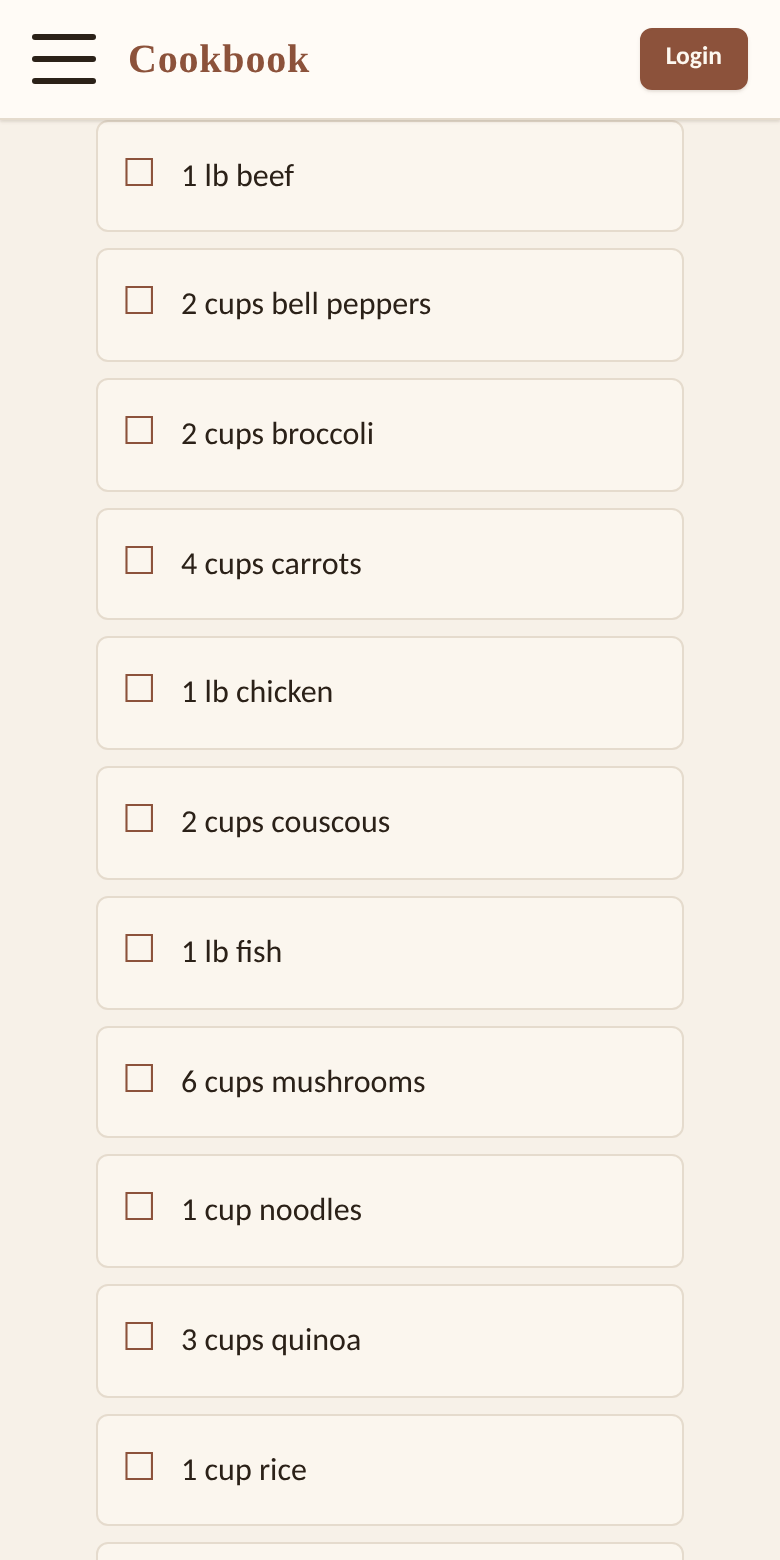 Cookbook
Login
1 lb beef
2 cups bell peppers
2 cups broccoli
4 cups carrots
1 lb chicken
2 cups couscous
1 lb fish
6 cups mushrooms
1 cup noodles
3 cups quinoa
1 cup rice